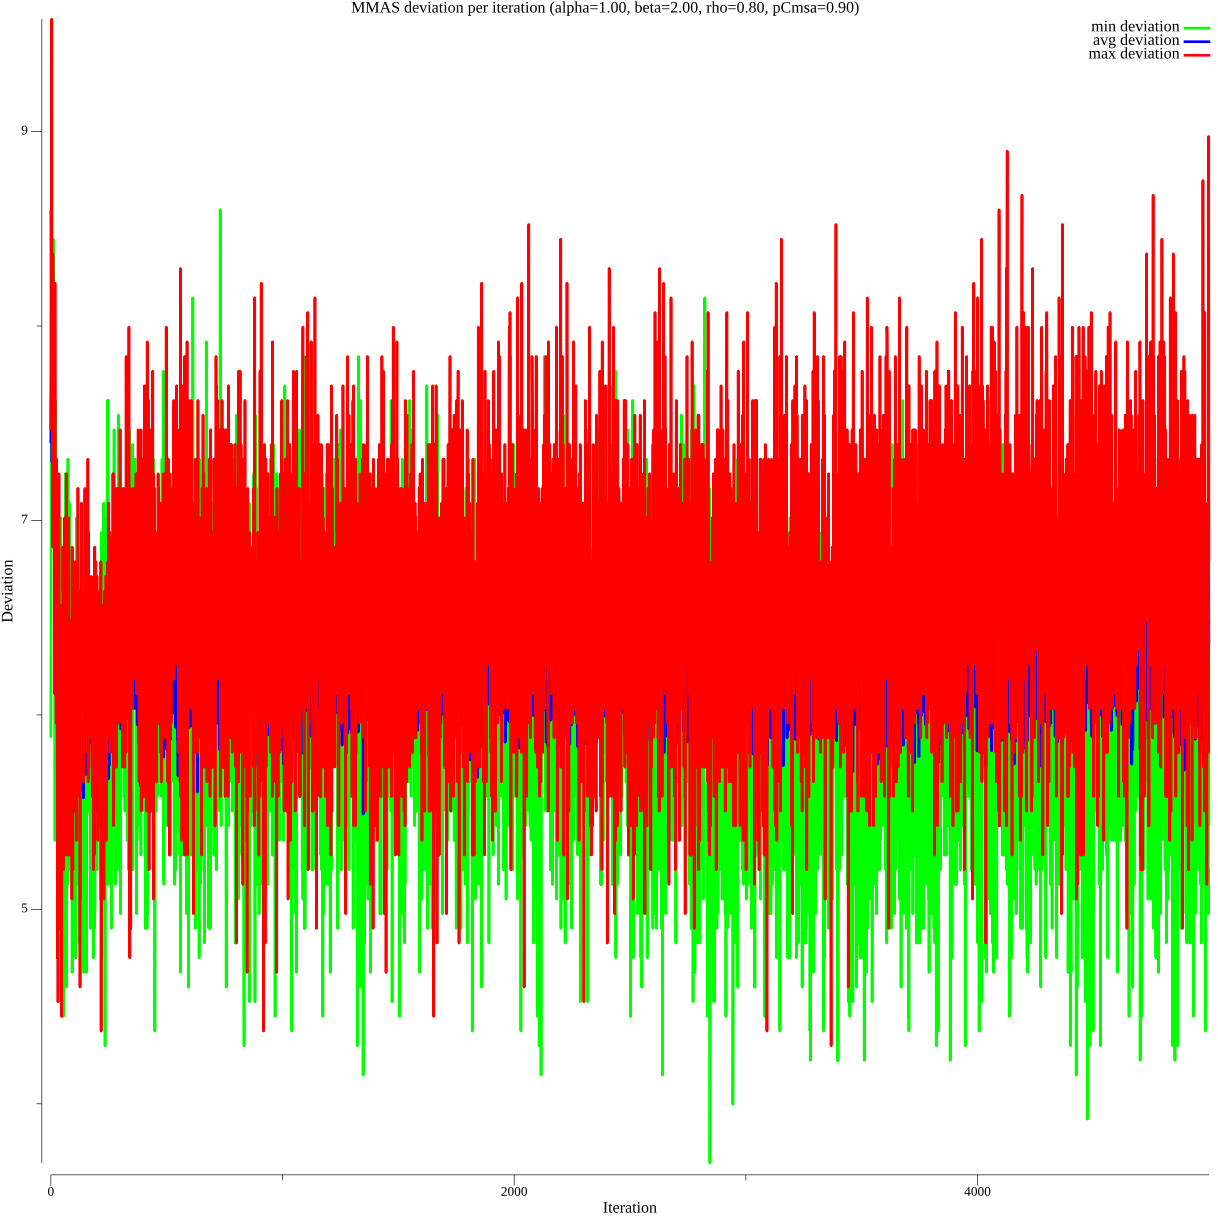 MMAS deviation per iteration (alpha=1.00, beta=2.00, rho=0.80, pCmsa=0.90)
min deviation
avg deviation
max deviation
9
7
5
Deviation
0
2000
4000
Iteration